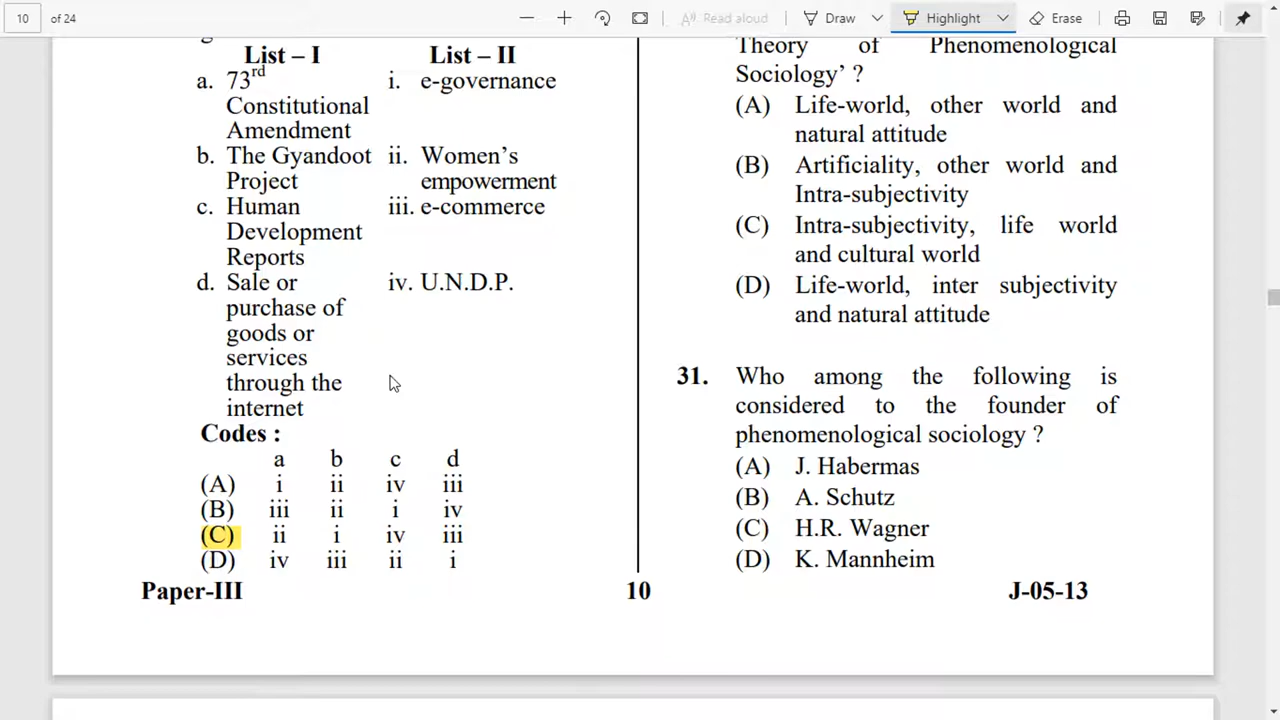 10 of 24
Read aloud
Draw
Highlight
Erase
List – I List – II
a. 73rd i. e-governance
Constitutional
Amendment
b. The Gyandoot ii. Women's
Project empowerment
c. Human iii. e-commerce
Development
Reports
d. Sale or iv. U.N.D.P.
purchase of
goods or
services
through the
internet
Codes :
a b c d
(A) i ii iv iii
(B) iii ii i iv
(C) ii i iv iii
(D) iv iii ii i
Theory of Phenomenological
Sociology' ?
(A) Life-world, other world and
natural attitude
(B) Artificiality, other world and
Intra-subjectivity
(C) Intra-subjectivity, life world
and cultural world
(D) Life-world, inter subjectivity
and natural attitude
31. Who among the following is
considered to the founder of
phenomenological sociology ?
(A) J. Habermas
(B) A. Schutz
(C) H.R. Wagner
(D) K. Mannheim
Paper-III 10 J-05-13